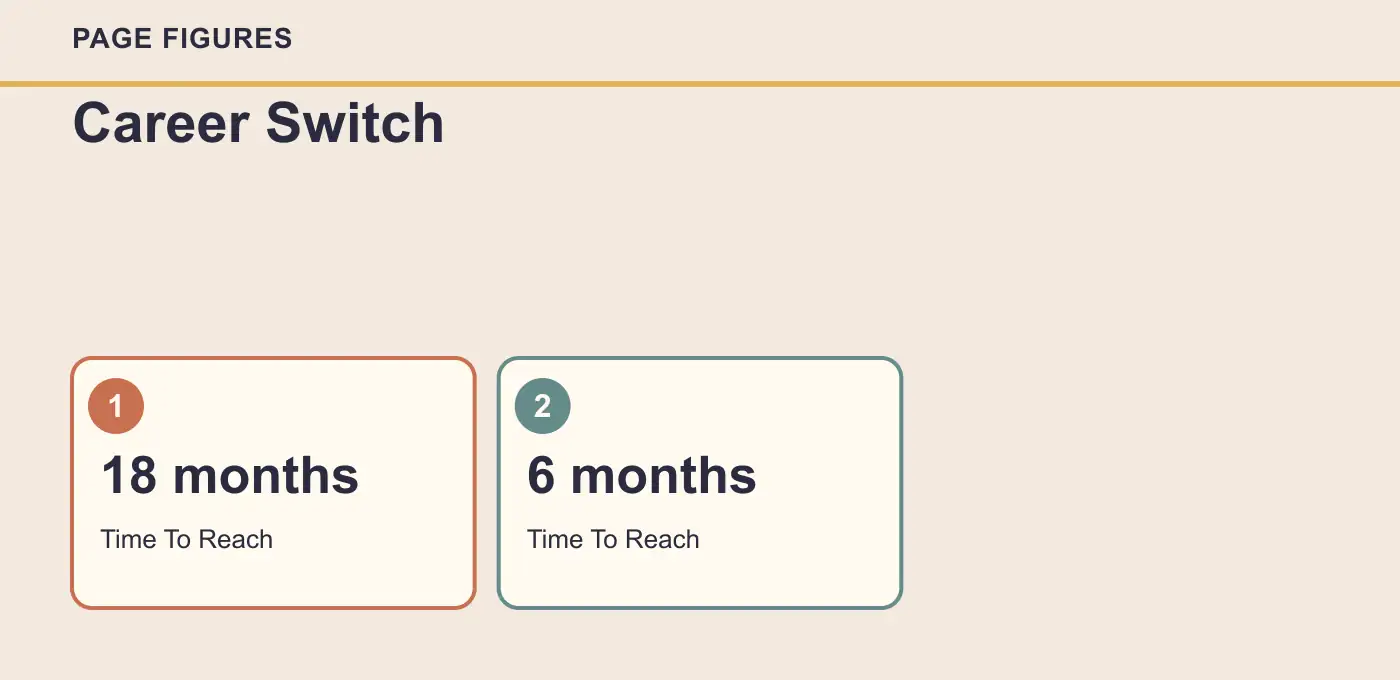 PAGE FIGURES
Career Switch
1
18 months
Time To Reach
2
6 months
Time To Reach